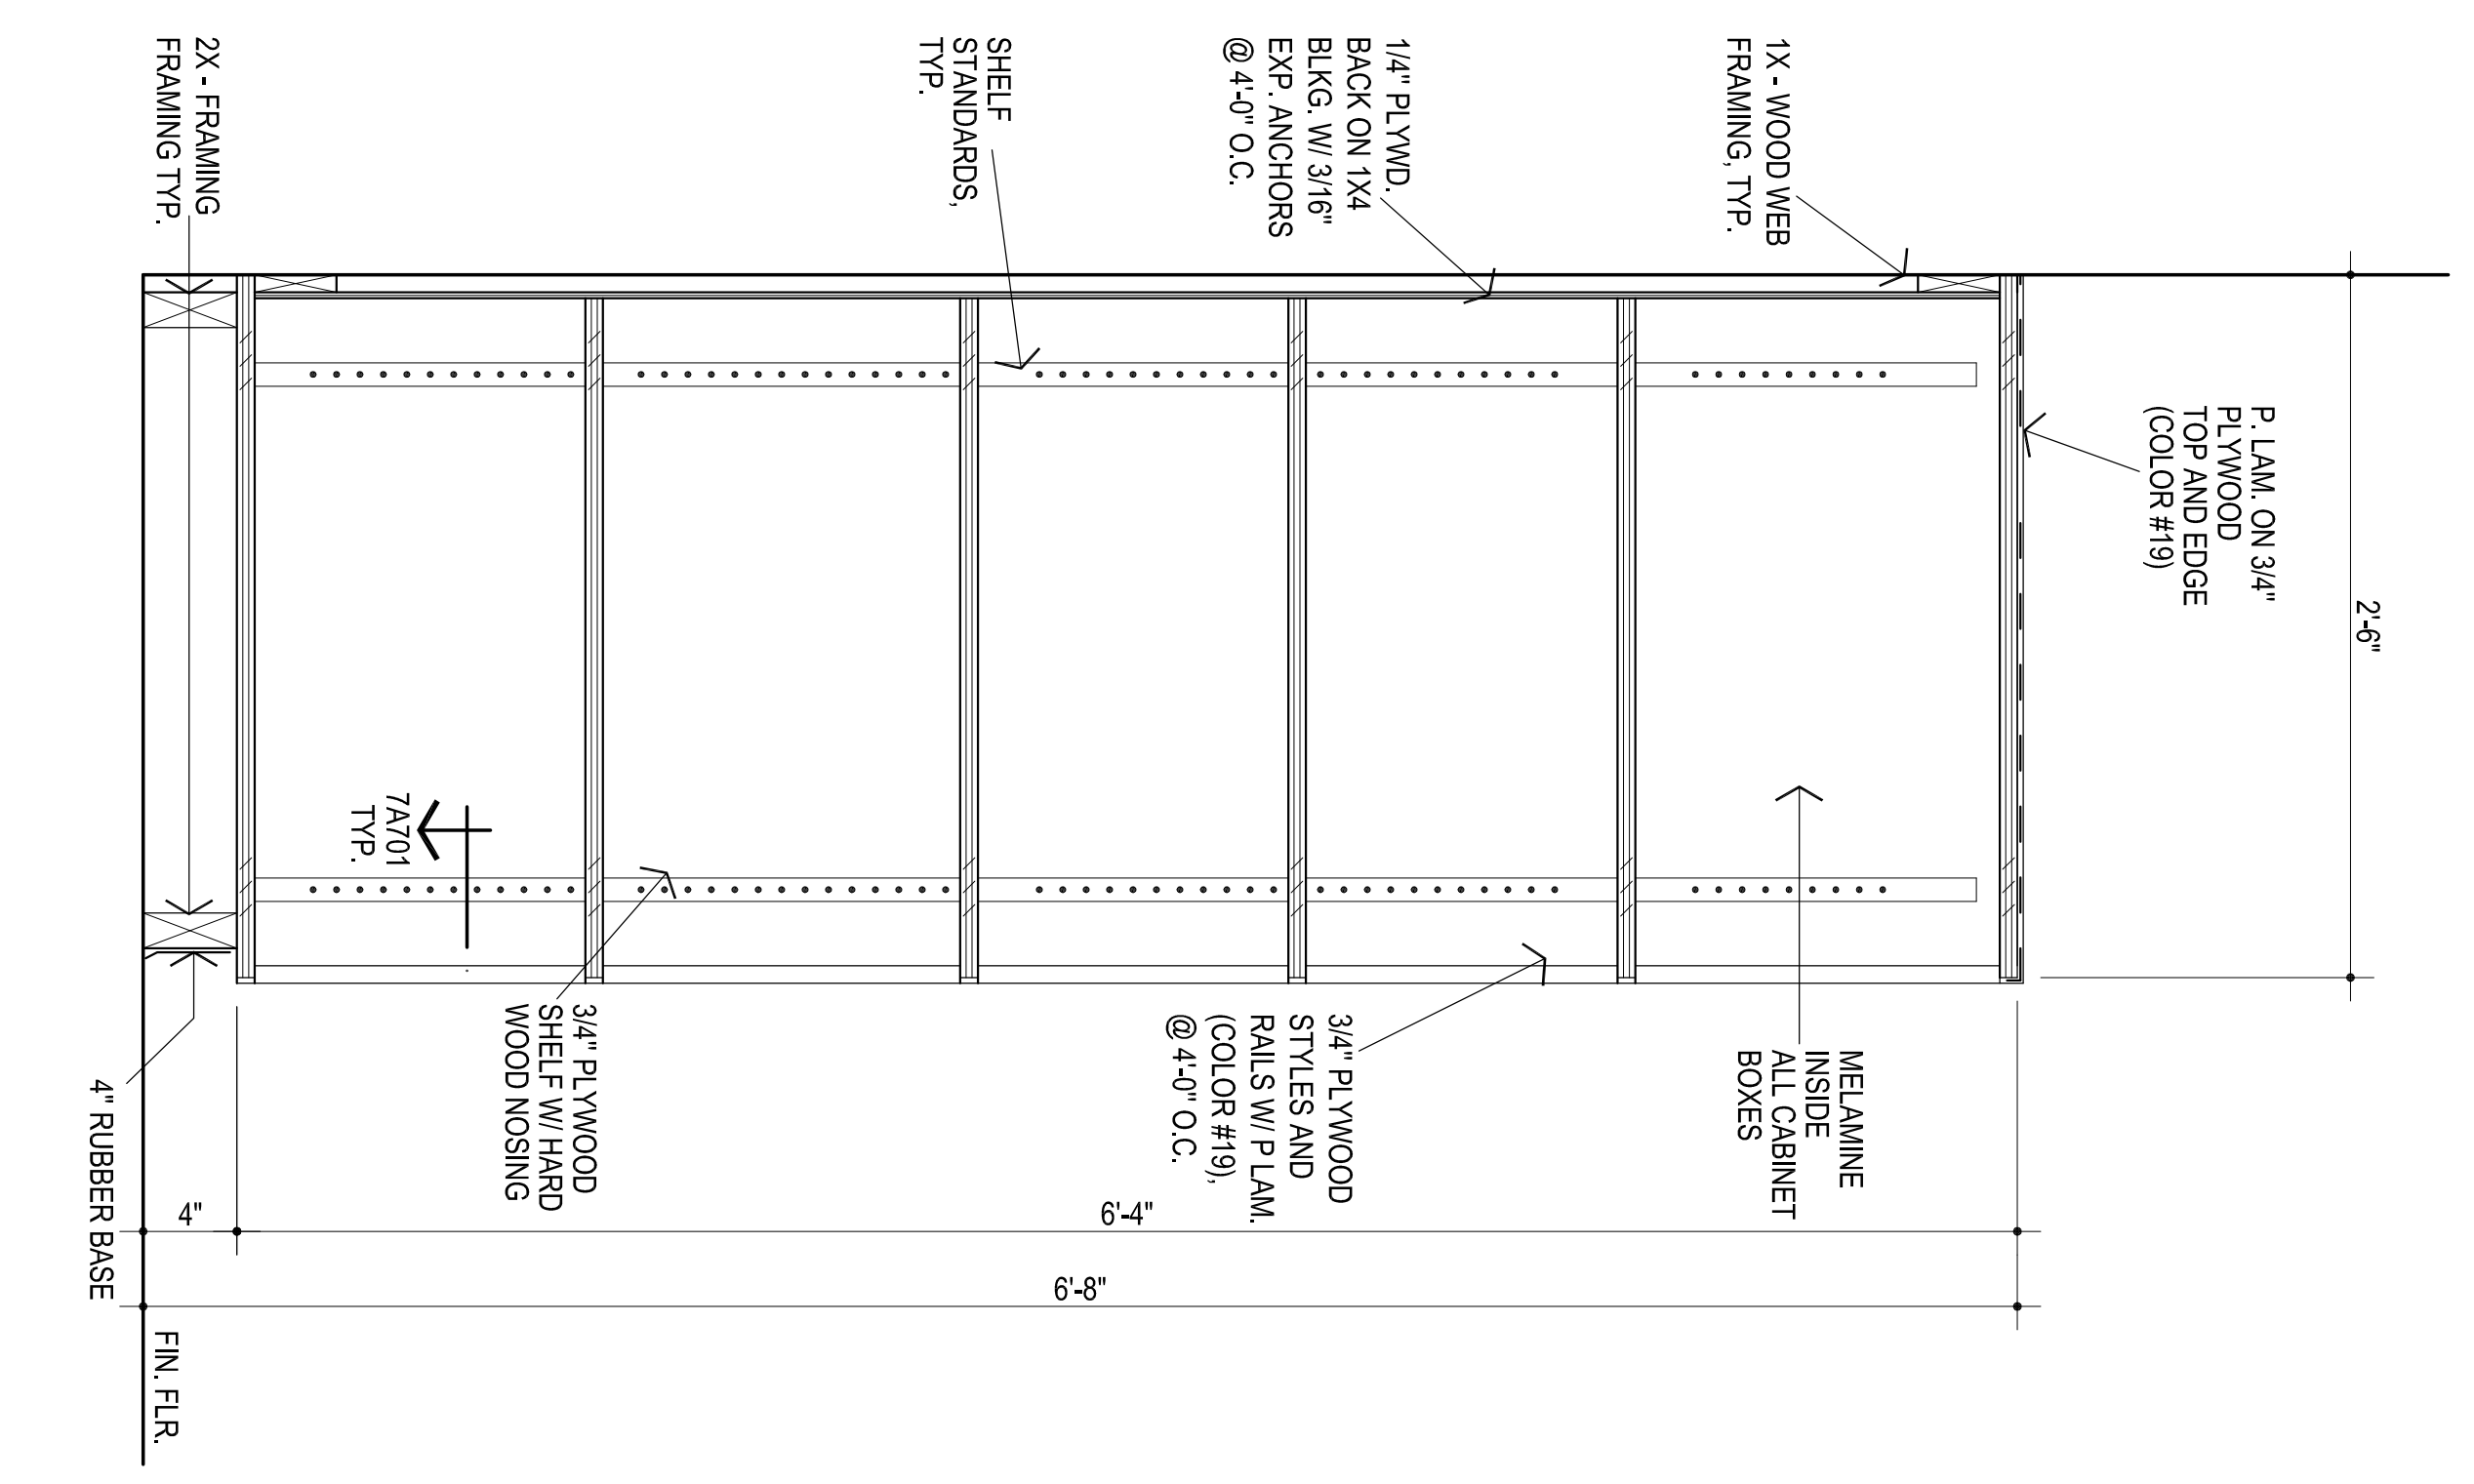 2X - FRAMING
FRAMING TYP.
SHELF
STANDARDS,
TYP.
1/4" PLYWD.
BACK ON 1X4
BLKG. W/ 3/16"
EXP. ANCHORS
@ 4'-0" O.C.
1X - WOOD WEB
FRAMING, TYP.
P. LAM. ON 3/4"
PLYWOOD
TOP AND EDGE
(COLOR #19)
2'-6"
7A701
TYP.
4" RUBBER BASE
3/4" PLYWOOD
SHELF W/ HARD
WOOD NOSING
3/4" PLYWOOD
STYLES AND
RAILS W/ P LAM.
(COLOR #19),
@ 4'-0" O.C.
MELAMINE
INSIDE
ALL CABINET
BOXES
4"
6'-4"
6'-8"
FIN. FLR.